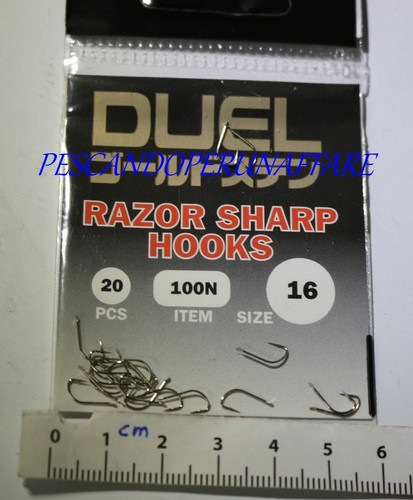 DUEL
PESCANDOPERUNAFFARE
RAZOR SHARP
HOOKS
20 100N 16
PCS ITEM SIZE
0 1 cm 2 3 4 5 6